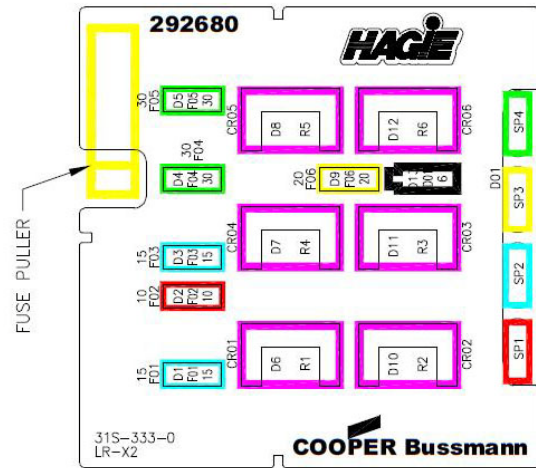 292680
HAGIE
FUSE PULLER
30
F05
D5
F05
30
CR05
D8
R5
D12
R6
CR06
SP4
30
F04
D4
F04
30
20
F06
D9
F06
20
D13
D01
6
D01
SP3
15
F03
D3
F03
15
CR04
D7
R4
D11
R3
CR03
SP2
10
F02
D2
F02
10
15
F01
D1
F01
15
CR01
D6
R1
D10
R2
CR02
SP1
31S-333-0
LR-X2
COOPER Bussmann